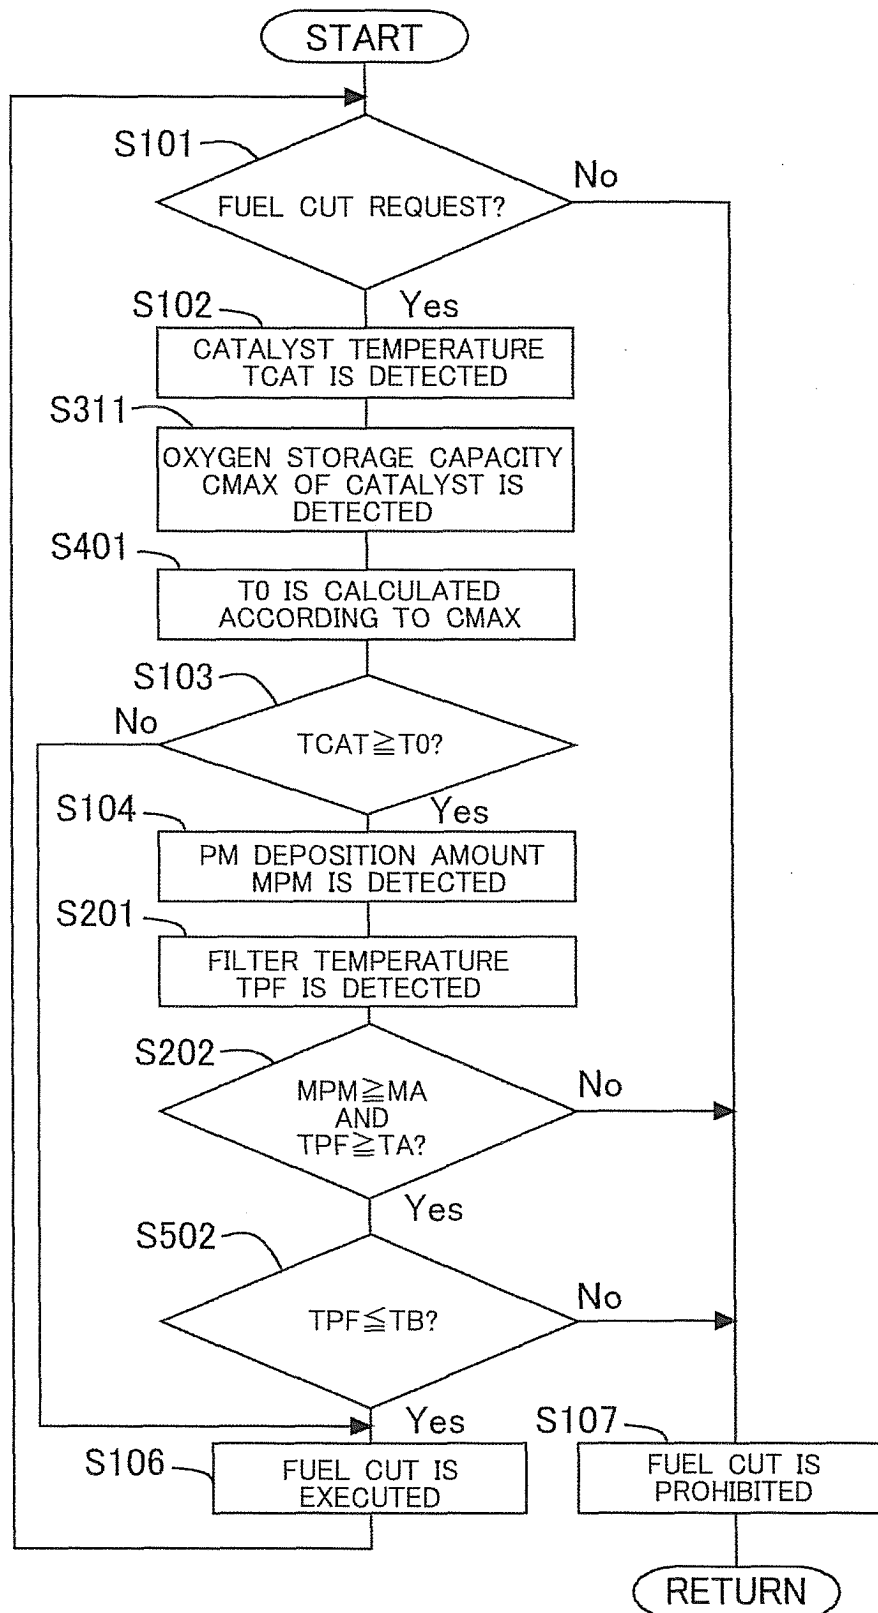 START
S101
No
FUEL CUT REQUEST?
S102
Yes
CATALYST TEMPERATURE
TCAT IS DETECTED
S311
OXYGEN STORAGE CAPACITY
CMAX OF CATALYST IS
DETECTED
S401
T0 IS CALCULATED
ACCORDING TO CMAX
S103
No
TCAT≧T0?
S104
Yes
PM DEPOSITION AMOUNT
MPM IS DETECTED
S201
FILTER TEMPERATURE
TPF IS DETECTED
S202
No
MPM≧MA
AND
TPF≧TA?
Yes
S502
No
TPF≦TB?
Yes
S107
S106
FUEL CUT IS
EXECUTED
FUEL CUT IS
PROHIBITED
RETURN